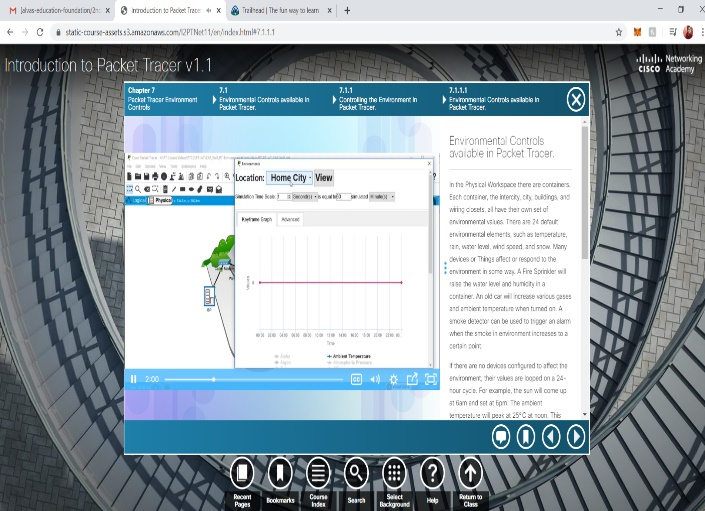 [alvas-education-foundation/2nd
Introduction to Packet Tracer
Trailhead | The fun way to learn
static-course-assets.s3.amazonaws.com/I2PTNet11/en/index.html#7.1.1.1
Introduction to Packet Tracer v1.1
CISCO
Networking
Academy
Chapter 7
Packet Tracer Environment
Controls
7.1
Environmental Controls available in
Packet Tracer.
7.1.1
Controlling the Environment in
Packet Tracer.
7.1.1.1
Environmental Controls available in
Packet Tracer.
Location: Home City View
Logical Physical
Keyframe Graph Advanced
Time
Ambient Temperature
2:00
CC
Environmental Controls
available in Packet Tracer.
In the Physical Workspace there are containers.
Each container, the intercity, city, buildings, and
wiring closets, all have their own set of
environmental values. There are 24 default
environmental elements, such as temperature,
rain, water level, wind speed, and snow. Many
devices or Things affect or respond to the
environment in some way. A Fire Sprinkler will
raise the water level and humidity in a
container. An old car will increase various gases
and ambient temperature when turned on. A
smoke detector can be used to trigger an alarm
when the smoke in environment increases to a
certain point.
If there are no devices configured to affect the
environment, their values are looped on a 24-
hour cycle. For example, the sun will come up
at 6am and set at 6pm. The ambient
temperature will peak at 25°C at noon. This
Recent
Pages
Bookmarks
Course
Index
Search
Select
Background
Help
Return to
Class